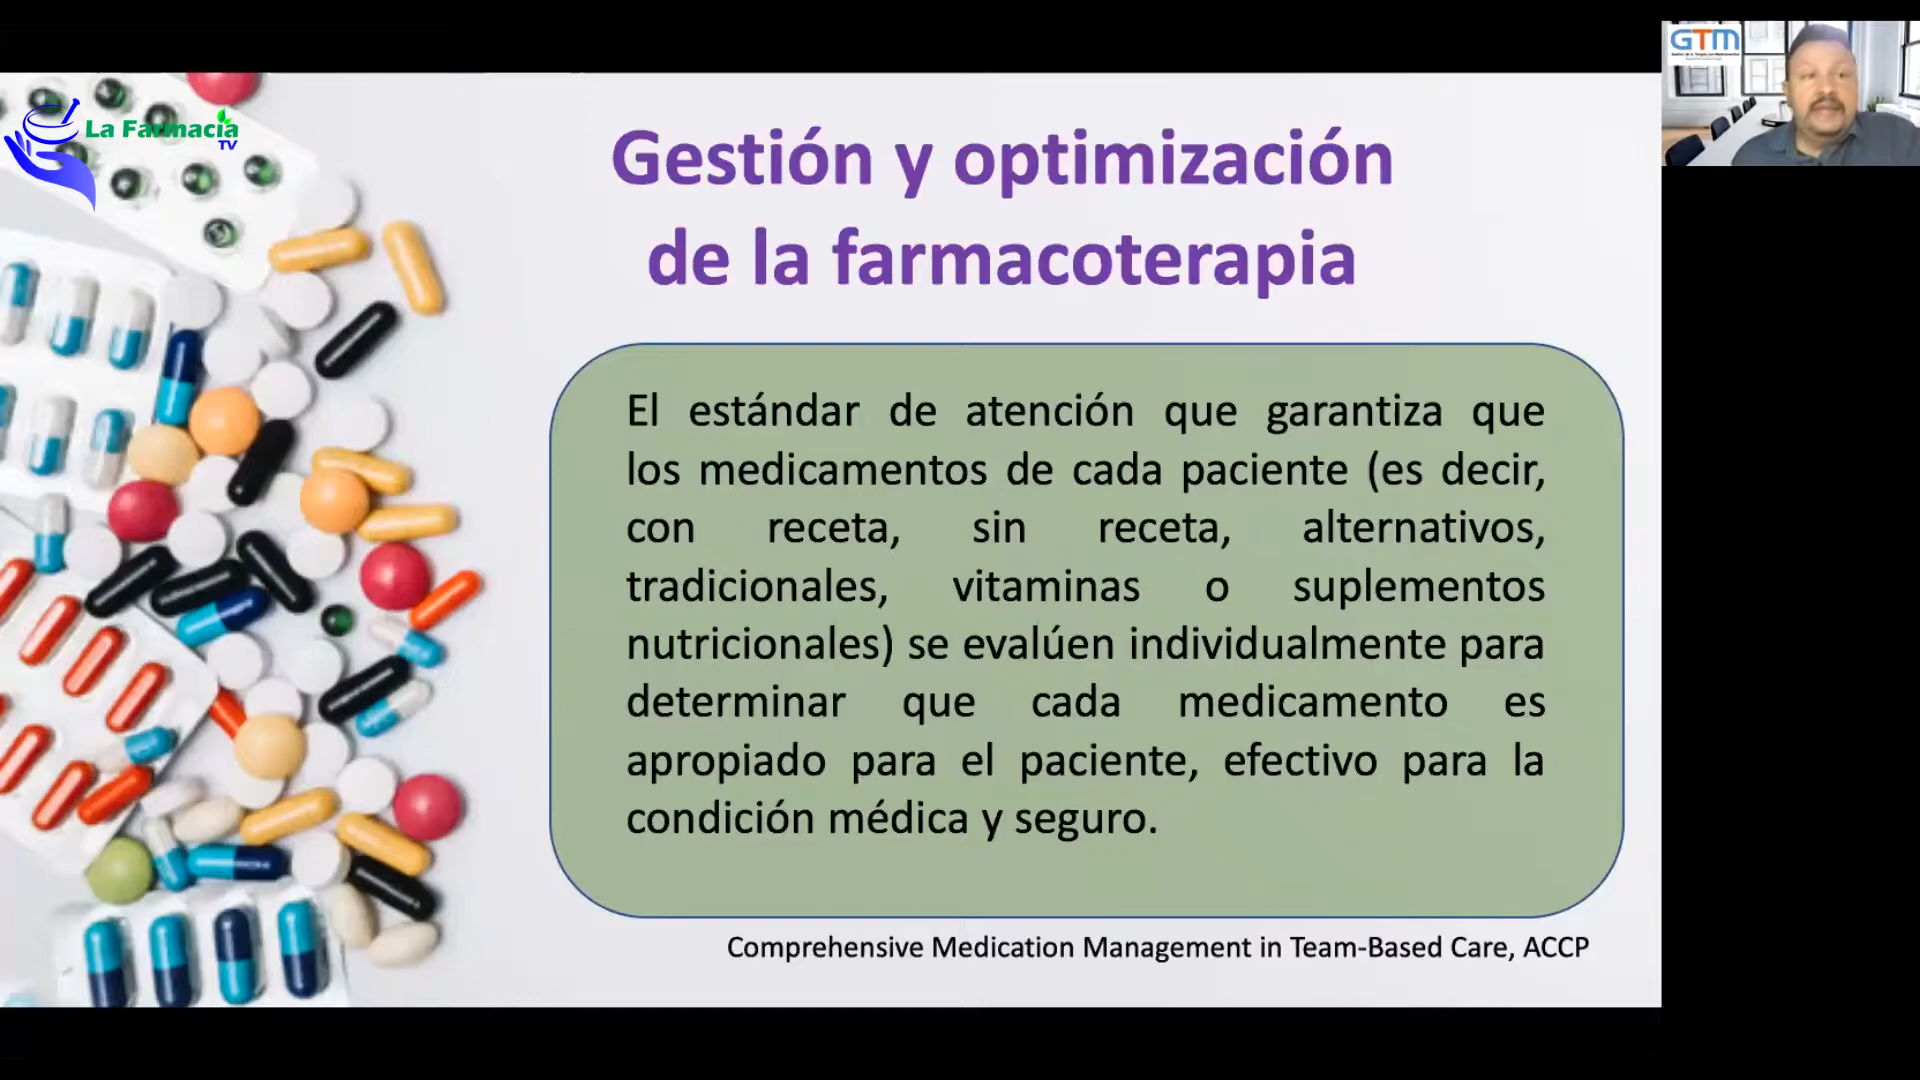 GTM
La Farmacia
TV
Gestión y optimización
de la farmacoterapia
El estándar de atención que garantiza que
los medicamentos de cada paciente (es decir,
con receta, sin receta, alternativos,
tradicionales, vitaminas o suplementos
nutricionales) se evalúen individualmente para
determinar que cada medicamento es
apropiado para el paciente, efectivo para la
condición médica y seguro.
Comprehensive Medication Management in Team-Based Care, ACCP